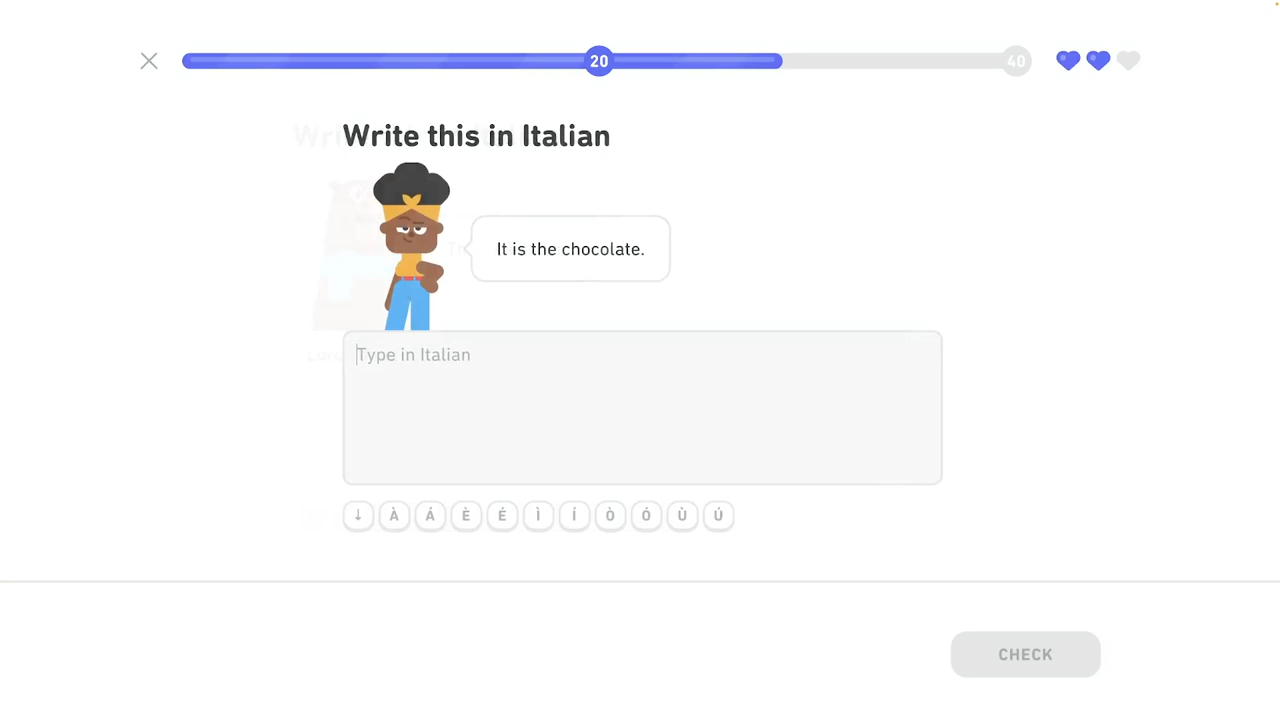 20
40
Write this in Italian
It is the chocolate.
Type in Italian
↓ À Á È É Ì Í Ò Ó Ù Ú
CHECK